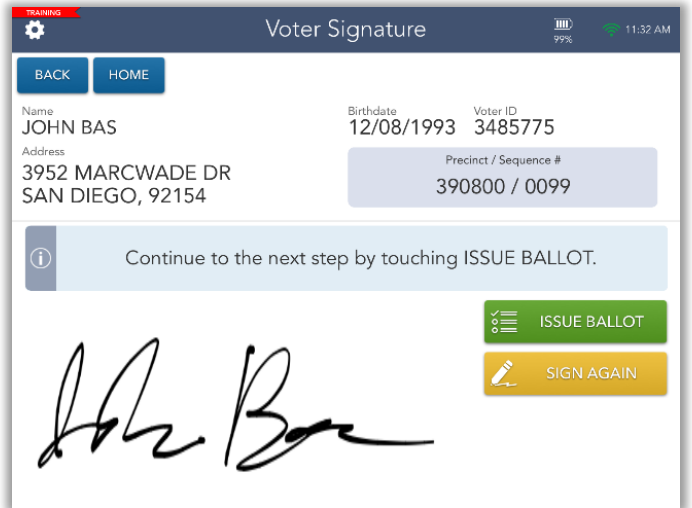 TRAINING
Voter Signature
99%
11:32 AM
BACK
HOME
Name
JOHN BAS
Birthdate
12/08/1993
Voter ID
3485775
Address
3952 MARCWADE DR
SAN DIEGO, 92154
Precinct / Sequence #
390800 / 0099
Continue to the next step by touching ISSUE BALLOT.
ISSUE BALLOT
SIGN AGAIN
John Bas